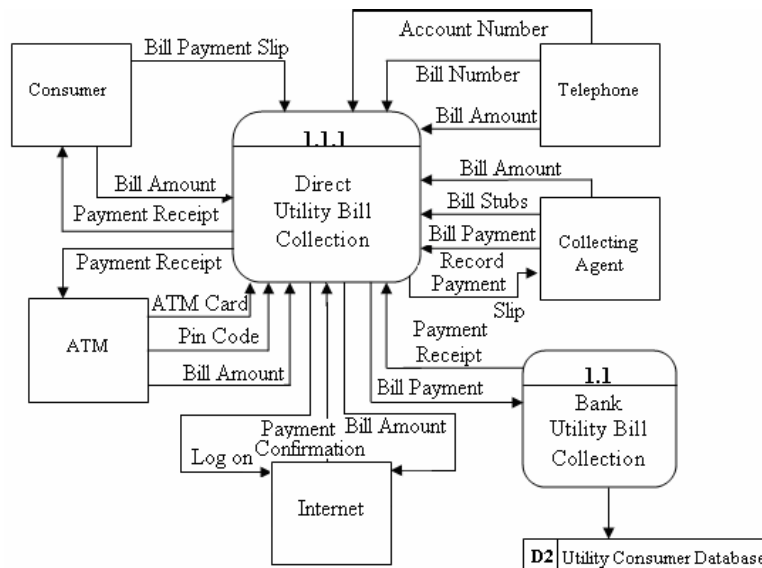 Account Number
Bill Payment Slip
Bill Number
Consumer
Telephone
Bill Amount
1.1.1
Bill Amount
Direct
Bill Amount
Bill Stubs
Utility Bill
Payment Receipt
Collection
Bill Payment
Collecting
Agent
Payment Receipt
Record
Payment
Slip
ATM Card
Payment
Pin Code
Receipt
ATM
1.1
Bill Amount
Bill Payment
Bank
Payment
Bill Amount
Utility Bill
Confirmation
Log on
Collection
Internet
D2 Utility Consumer Database